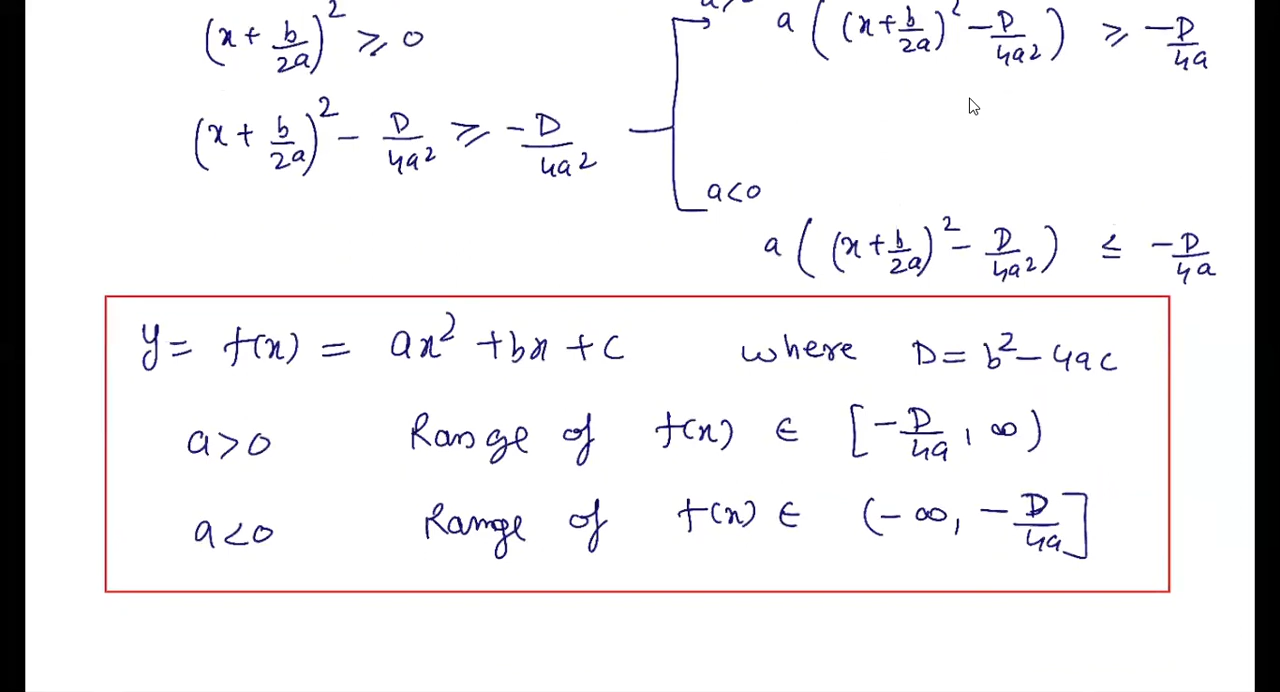 (x + b/2a)² ≥ 0
a ( (x + b/2a)² - D/4a² ) ≥ -D/4a
(x + b/2a)² - D/4a² ≥ -D/4a²
a<0
a ( (x + b/2a)² - D/4a² ) ≤ -D/4a
y = f(x) = ax² + bx + c where D = b² - 4ac
a>0 Range of f(x) ∈ [-D/4a, ∞)
a<0 Range of f(x) ∈ (-∞, -D/4a]